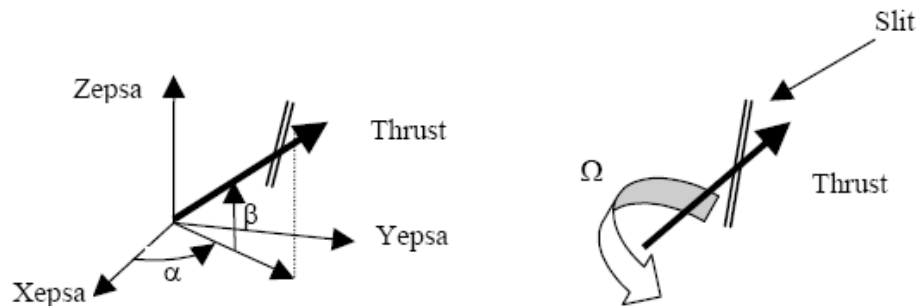 Slit
Zepsa
Thrust
Ω
Thrust
β
Yepsa
α
Xepsa